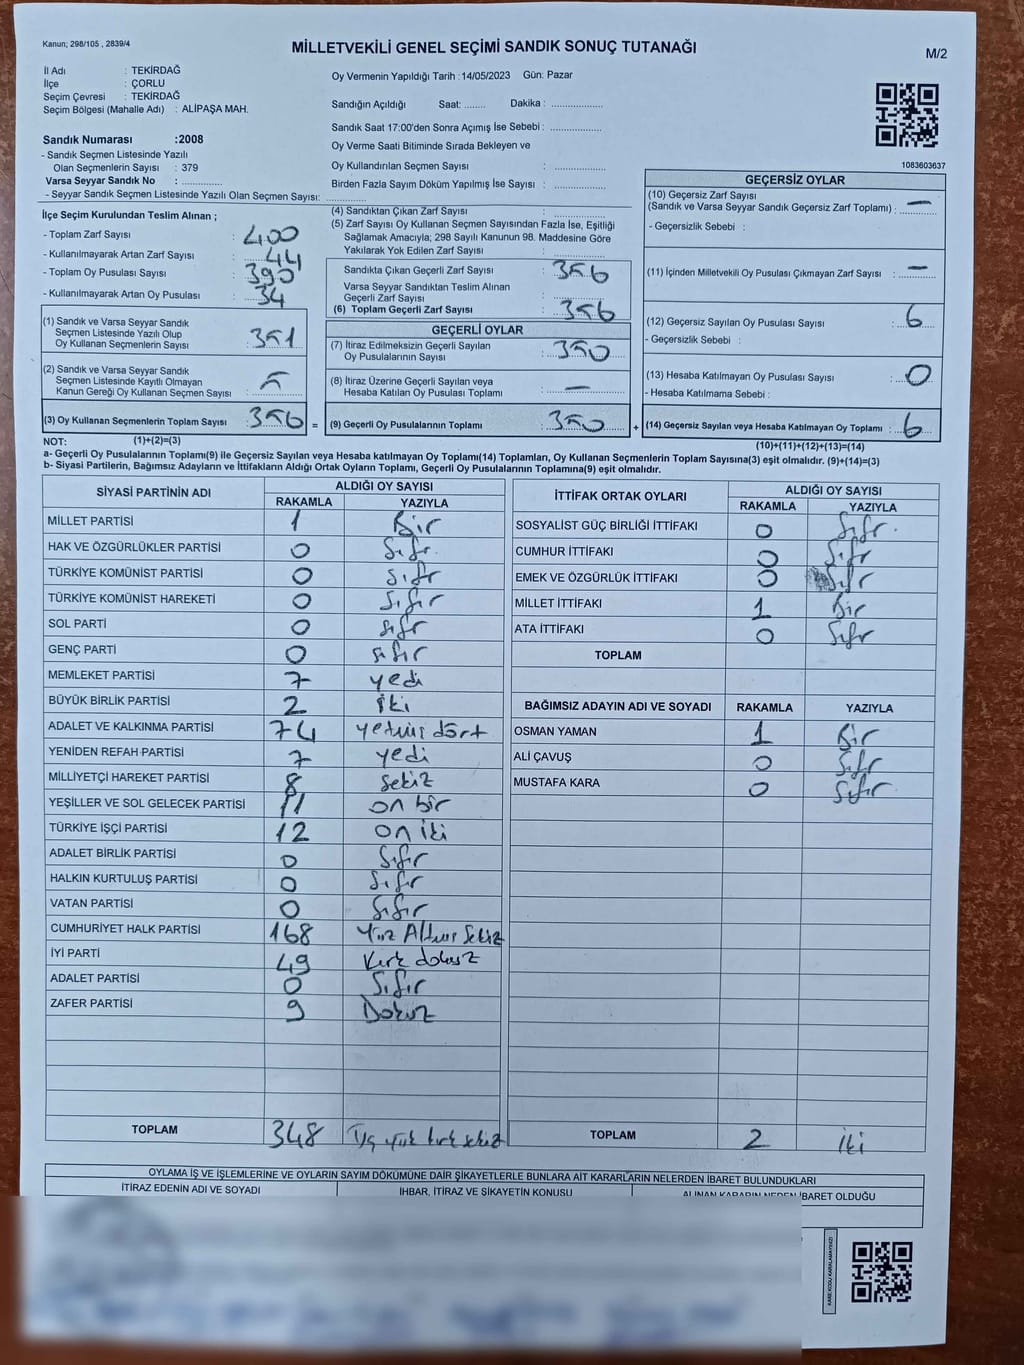 Kanun; 298/105 , 2839/4
MİLLETVEKİLİ GENEL SEÇİMİ SANDIK SONUÇ TUTANAĞI
M/2
İl Adı : TEKİRDAĞ
İlçe : ÇORLU
Seçim Çevresi : TEKİRDAĞ
Seçim Bölgesi (Mahalle Adı) : ALİPAŞA MAH.
Sandık Numarası :2008
- Sandık Seçmen Listesinde Yazılı
Olan Seçmenlerin Sayısı : 379
Varsa Seyyar Sandık No : ..............
- Seyyar Sandık Seçmen Listesinde Yazılı Olan Seçmen Sayısı: ..............
Oy Vermenin Yapıldığı Tarih : 14/05/2023 Gün: Pazar
Sandığın Açıldığı Saat: ........ Dakika : ..................
Sandık Saat 17:00'den Sonra Açımış İse Sebebi : ..................
Oy Verme Saati Bitiminde Sırada Bekleyen ve
Oy Kullandırılan Seçmen Sayısı : ..................
Birden Fazla Sayım Döküm Yapılmış İse Sayısı : ..................
1083603637
İlçe Seçim Kurulundan Teslim Alınan ;
- Toplam Zarf Sayısı : 400
- Kullanılmayarak Artan Zarf Sayısı : 44
- Toplam Oy Pusulası Sayısı : 390
- Kullanılmayarak Artan Oy Pusulası : 34
(1) Sandık ve Varsa Seyyar Sandık
Seçmen Listesinde Yazılı Olup
Oy Kullanan Seçmenlerin Sayısı : 351
(2) Sandık ve Varsa Seyyar Sandık
Seçmen Listesinde Kayıtlı Olmayan
Kanun Gereği Oy Kullanan Seçmen Sayısı : 5
(3) Oy Kullanan Seçmenlerin Toplam Sayısı : 356 =
(4) Sandıktan Çıkan Zarf Sayısı : ..................
(5) Zarf Sayısı Oy Kullanan Seçmen Sayısından Fazla İse, Eşitliği
Sağlamak Amacıyla; 298 Sayılı Kanunun 98. Maddesine Göre
Yakılarak Yok Edilen Zarf Sayısı : ..................
Sandıkta Çıkan Geçerli Zarf Sayısı : 356
Varsa Seyyar Sandıktan Teslim Alınan
Geçerli Zarf Sayısı : ..................
(6) Toplam Geçerli Zarf Sayısı : 356
GEÇERLİ OYLAR
(7) İtiraz Edilmeksizin Geçerli Sayılan
Oy Pusulalarının Sayısı : 350
(8) İtiraz Üzerine Geçerli Sayılan veya
Hesaba Katılan Oy Pusulası Toplamı : —
(9) Geçerli Oy Pusulalarının Toplamı : 350 +
GEÇERSİZ OYLAR
(10) Geçersiz Zarf Sayısı
(Sandık ve Varsa Seyyar Sandık Geçersiz Zarf Toplamı) : —
- Geçersizlik Sebebi :
(11) İçinden Milletvekili Oy Pusulası Çıkmayan Zarf Sayısı : —
(12) Geçersiz Sayılan Oy Pusulası Sayısı : 6
- Geçersizlik Sebebi :
(13) Hesaba Katılmayan Oy Pusulası Sayısı : 0
- Hesaba Katılmama Sebebi :
(14) Geçersiz Sayılan veya Hesaba Katılmayan Oy Toplamı : 6
NOT: (1)+(2)=(3) (10)+(11)+(12)+(13)=(14)
a- Geçerli Oy Pusulalarının Toplamı(9) ile Geçersiz Sayılan veya Hesaba katılmayan Oy Toplamı(14) Toplamları, Oy Kullanan Seçmenlerin Toplam Sayısına(3) eşit olmalıdır. (9)+(14)=(3)
b- Siyasi Partilerin, Bağımsız Adayların ve İttifakların Aldığı Ortak Oyların Toplamı, Geçerli Oy Pusulalarının Toplamına(9) eşit olmalıdır.
SİYASİ PARTİNİN ADI ALDIĞI OY SAYISI
RAKAMLA YAZIYLA
MİLLET PARTİSİ 1 Bir
HAK VE ÖZGÜRLÜKLER PARTİSİ 0 Sıfır
TÜRKİYE KOMÜNİST PARTİSİ 0 Sıfır
TÜRKİYE KOMÜNİST HAREKETİ 0 Sıfır
SOL PARTİ 0 Sıfır
GENÇ PARTİ 0 sıfır
MEMLEKET PARTİSİ 7 yedi
BÜYÜK BİRLİK PARTİSİ 2 iki
ADALET VE KALKINMA PARTİSİ 74 yetmiş dört
YENİDEN REFAH PARTİSİ 7 yedi
MİLLİYETÇİ HAREKET PARTİSİ 8 Sekiz
YEŞİLLER VE SOL GELECEK PARTİSİ 11 on bir
TÜRKİYE İŞÇİ PARTİSİ 12 on iki
ADALET BİRLİK PARTİSİ 0 Sıfır
HALKIN KURTULUŞ PARTİSİ 0 Sıfır
VATAN PARTİSİ 0 Sıfır
CUMHURİYET HALK PARTİSİ 168 Yüz Altmış Sekiz
İYİ PARTİ 49 Kırk dokuz
ADALET PARTİSİ 0 Sıfır
ZAFER PARTİSİ 9 Dokuz
TOPLAM 348 Üç yüz kırk sekiz
İTTİFAK ORTAK OYLARI ALDIĞI OY SAYISI
RAKAMLA YAZIYLA
SOSYALİST GÜÇ BİRLİĞİ İTTİFAKI 0 Sıfır
CUMHUR İTTİFAKI 0 Sıfır
EMEK VE ÖZGÜRLÜK İTTİFAKI 0 Sıfır
MİLLET İTTİFAKI 1 Bir
ATA İTTİFAKI 0 Sıfır
TOPLAM
BAĞIMSIZ ADAYIN ADI VE SOYADI RAKAMLA YAZIYLA
OSMAN YAMAN 1 Bir
ALİ ÇAVUŞ 0 Sıfır
MUSTAFA KARA 0 Sıfır
TOPLAM 2 iki
OYLAMA İŞ VE İŞLEMLERİNE VE OYLARIN SAYIM DÖKÜMÜNE DAİR ŞİKAYETLERLE BUNLARA AİT KARARLARIN NELERDEN İBARET BULUNDUKLARI
İTİRAZ EDENİN ADI VE SOYADI İHBAR, İTİRAZ VE ŞİKAYETİN KONUSU ALINAN KARARIN NEDEN İBARET OLDUĞU